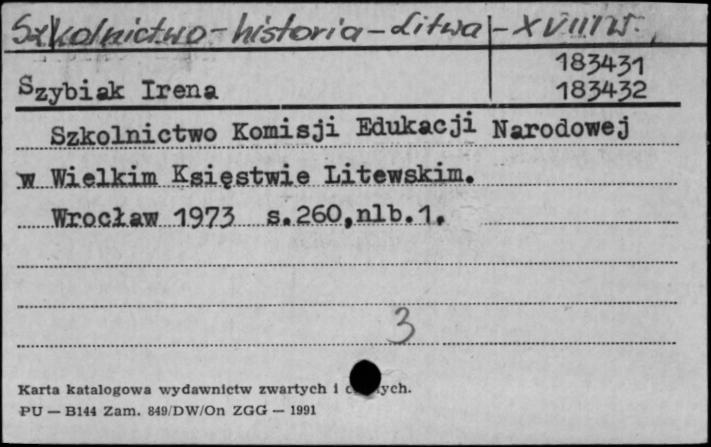 Szkolnictwo - historia - Litwa - XVIII w.
183431
Szybiak Irena 183432
Szkolnictwo Komisji Edukacji Narodowej
w Wielkim Księstwie Litewskim.
Wrocław 1973 s.260,nlb.1.
3
Karta katalogowa wydawnictw zwartych i
PU — B144 Zam. 849/DW/On ZGG — 1991